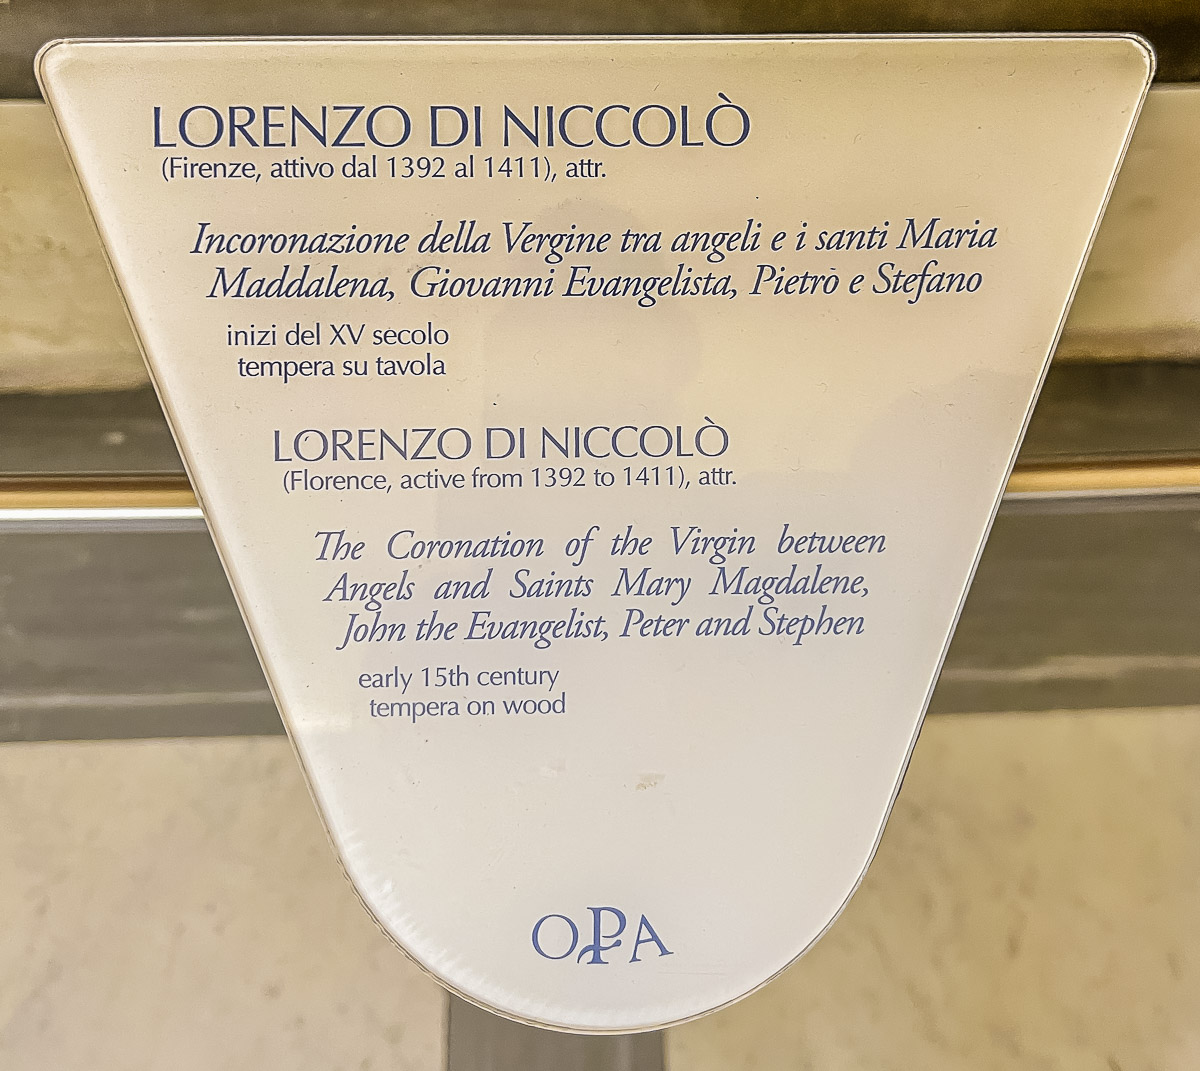 LORENZO DI NICCOLÒ
(Firenze, attivo dal 1392 al 1411), attr.
Incoronazione della Vergine tra angeli e i santi Maria
Maddalena, Giovanni Evangelista, Pietro e Stefano
inizi del XV secolo
tempera su tavola
LORENZO DI NICCOLÒ
(Florence, active from 1392 to 1411), attr.
The Coronation of the Virgin between
Angels and Saints Mary Magdalene,
John the Evangelist, Peter and Stephen
early 15th century
tempera on wood
OPA